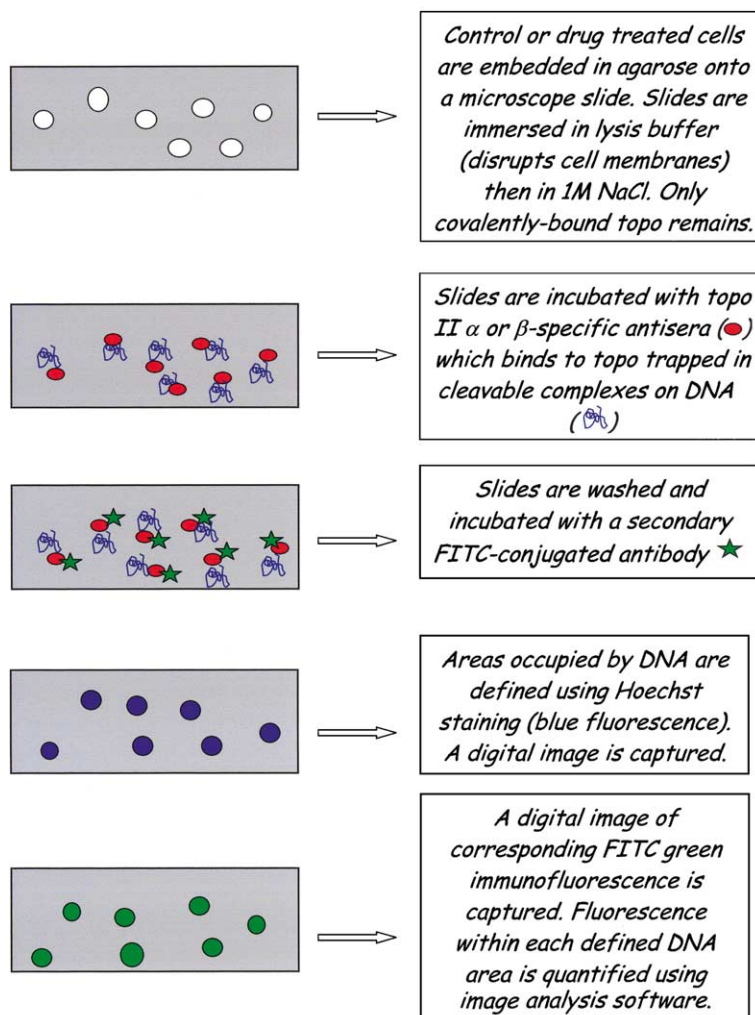 Control or drug treated cells
are embedded in agarose onto
a microscope slide. Slides are
immersed in lysis buffer
(disrupts cell membranes)
then in 1M NaCl. Only
covalently-bound topo remains.
Slides are incubated with topo
II α or β-specific antisera ( )
which binds to topo trapped in
cleavable complexes on DNA
( )
Slides are washed and
incubated with a secondary
FITC-conjugated antibody
Areas occupied by DNA are
defined using Hoechst
staining (blue fluorescence).
A digital image is captured.
A digital image of
corresponding FITC green
immunofluorescence is
captured. Fluorescence
within each defined DNA
area is quantified using
image analysis software.